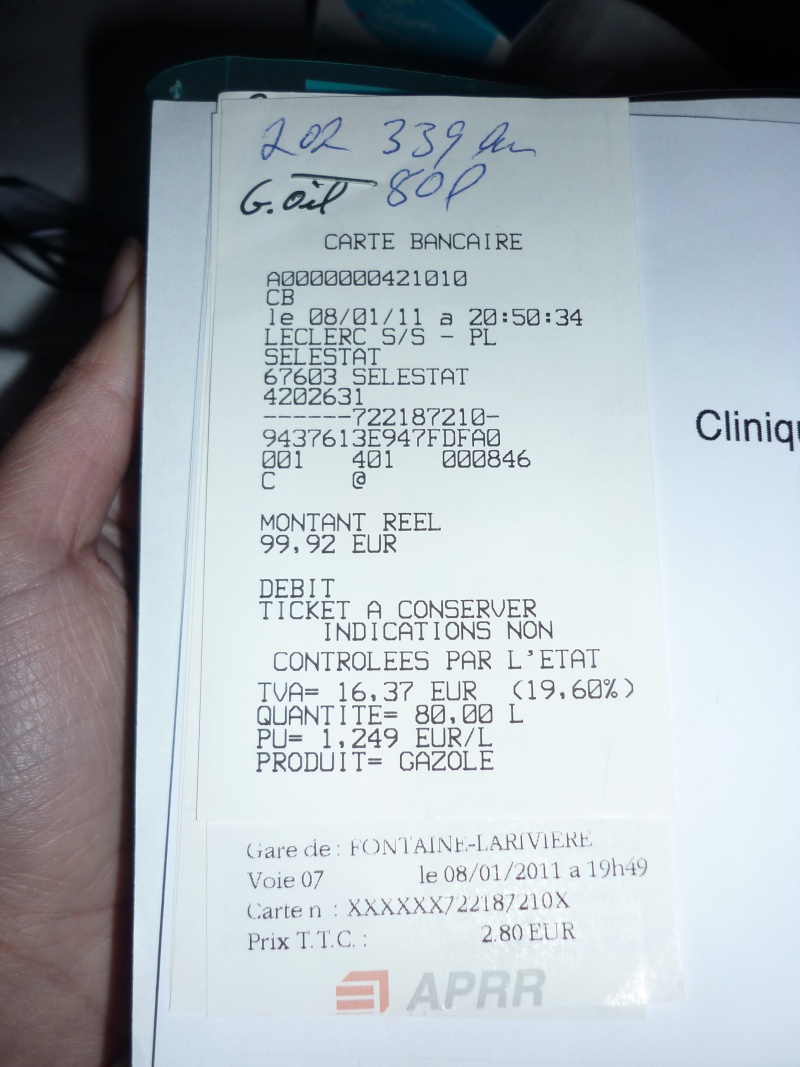 202 339 km
G.oil 80l
CARTE BANCAIRE
A0000000421010
CB
le 08/01/11 a 20:50:34
LECLERC S/S - PL
SELESTAT
67603 SELESTAT
4202631
------722187210-
9437613E947FDFA0
001 401 000846
C @
MONTANT REEL
99,92 EUR
DEBIT
TICKET A CONSERVER
INDICATIONS NON
CONTROLEES PAR L'ETAT
TVA= 16,37 EUR (19,60%)
QUANTITE= 80,00 L
PU= 1,249 EUR/L
PRODUIT= GAZOLE
Gare de : FONTAINE-LARIVIERE
Voie 07 le 08/01/2011 a 19h49
Carte n : XXXXXX722187210X
Prix T.T.C. : 2.80 EUR
APRR
Cliniqu